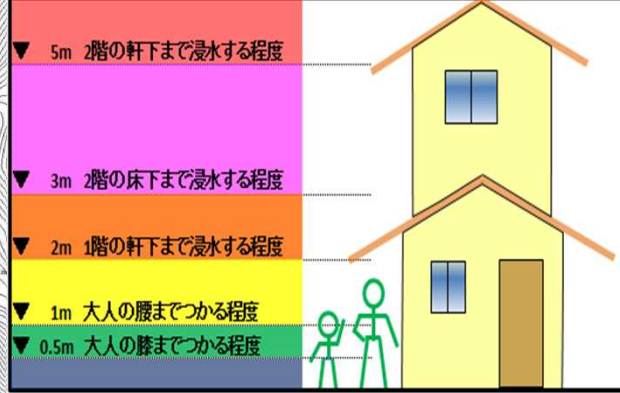 ▼ 5m 2階の軒下まで浸水する程度
▼ 3m 2階の床下まで浸水する程度
▼ 2m 1階の軒下まで浸水する程度
▼ 1m 大人の腰までつかる程度
▼ 0.5m 大人の膝までつかる程度